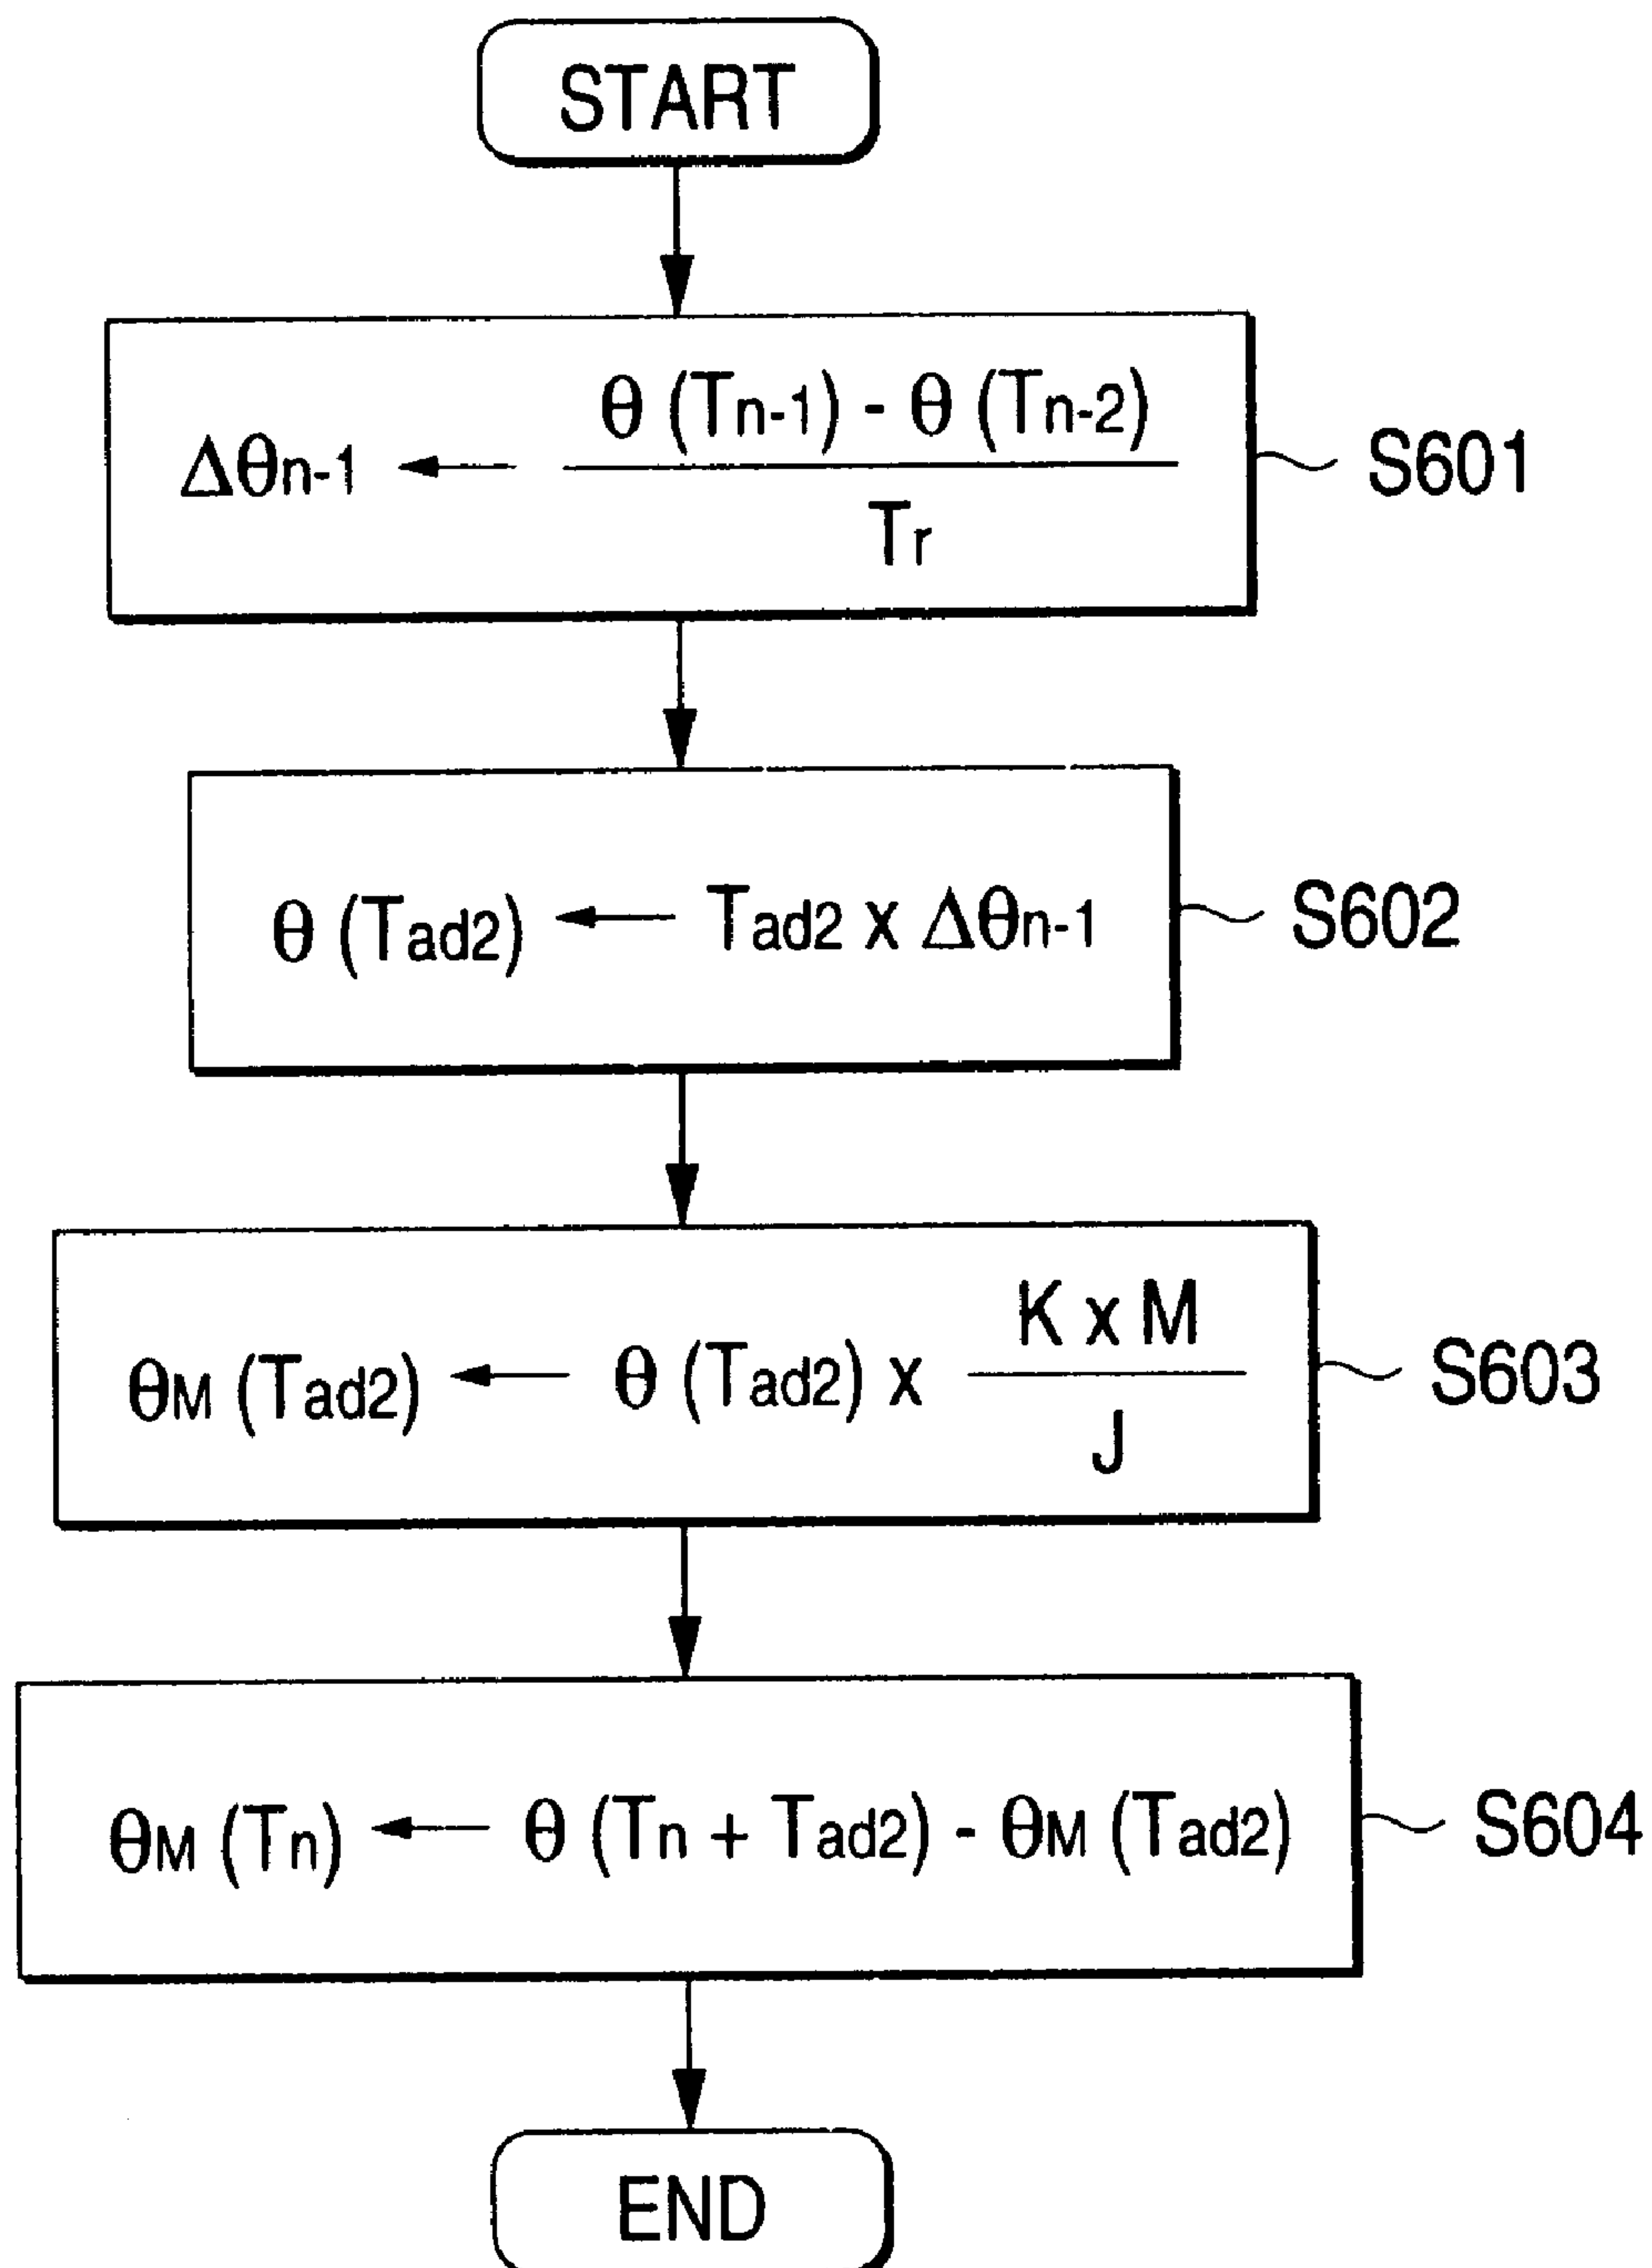 START
θ (Tn-1) - θ (Tn-2)
Δθn-1 ←
Tr
S601
θ (Tad2) ← Tad2 x Δθn-1
S602
K x M
θM (Tad2) ← θ (Tad2) x
J
S603
θM (Tn) ← θ (Tn + Tad2) - θM (Tad2)
S604
END